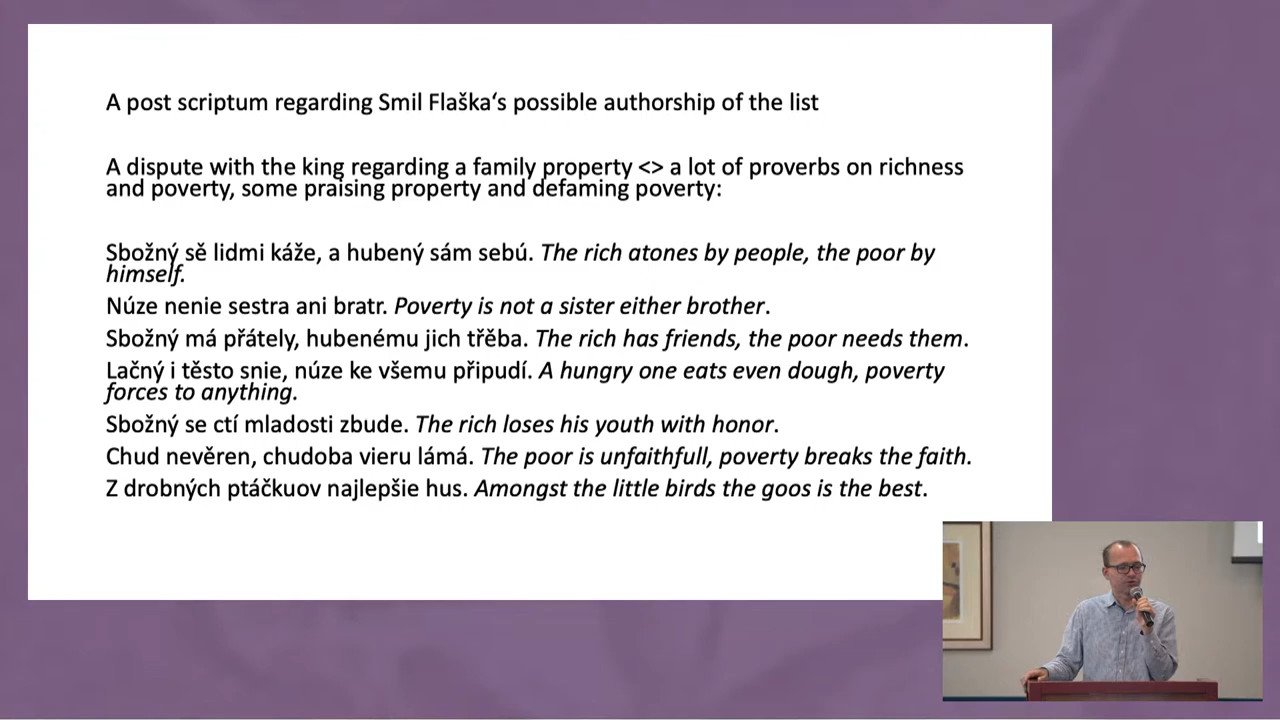 A post scriptum regarding Smil Flaška‘s possible authorship of the list
A dispute with the king regarding a family property <> a lot of proverbs on richness
and poverty, some praising property and defaming poverty:
Sbožný sě lidmi káže, a hubený sám sebú. The rich atones by people, the poor by
himself.
Núze nenie sestra ani bratr. Poverty is not a sister either brother.
Sbožný má přátely, hubenému jich třěba. The rich has friends, the poor needs them.
Lačný i těsto snie, núze ke všemu připudí. A hungry one eats even dough, poverty
forces to anything.
Sbožný se ctí mladosti zbude. The rich loses his youth with honor.
Chud nevěren, chudoba vieru lámá. The poor is unfaithfull, poverty breaks the faith.
Z drobných ptáčkuov najlepšie hus. Amongst the little birds the goos is the best.